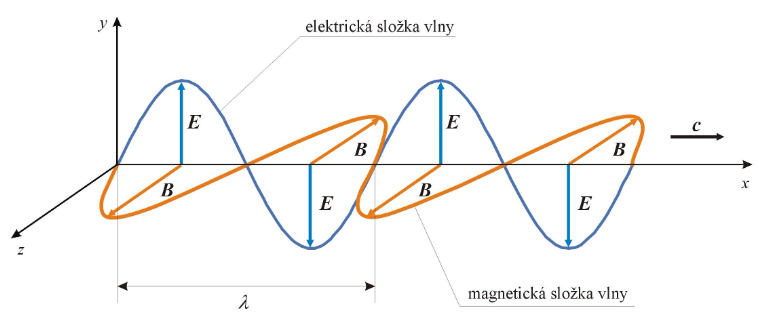 y
elektrická složka vlny
E
E
c
B
B
x
B
B
E
E
z
λ
magnetická složka vlny